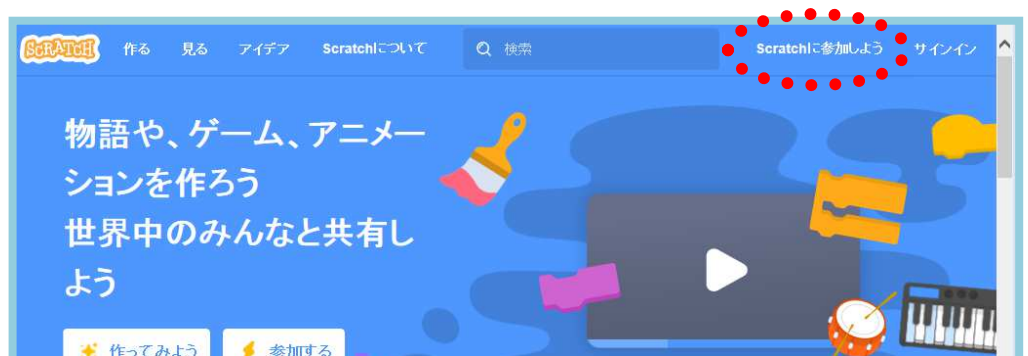 SCRATCH 作る 見る アイデア Scratchについて 検索 Scratchに参加しよう サインイン
物語や、ゲーム、アニメー
ションを作ろう
世界中のみんなと共有し
よう
作ってみよう 参加する